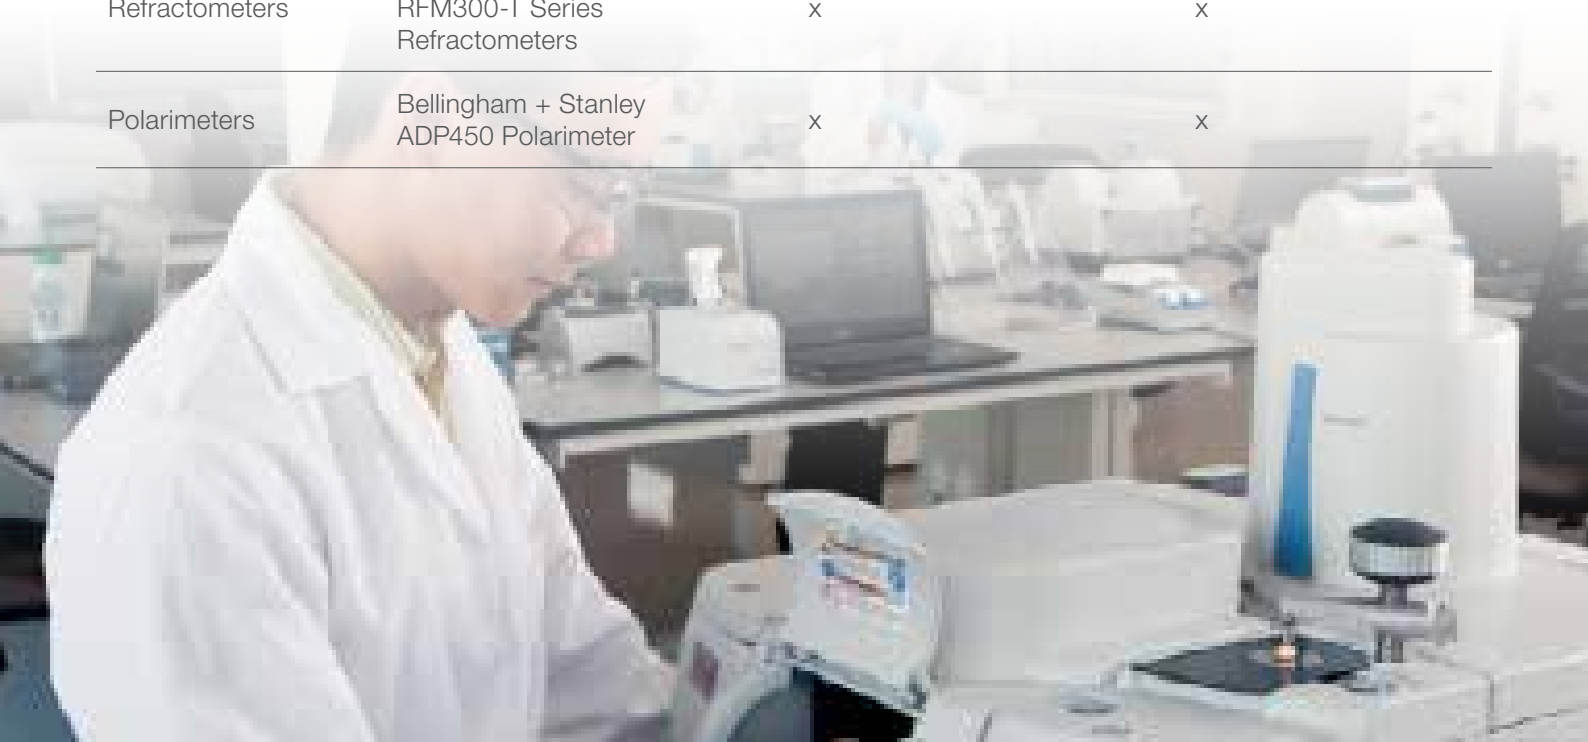 Refractometers RFM300-T Series x x
Refractometers
Polarimeters Bellingham + Stanley x x
ADP450 Polarimeter